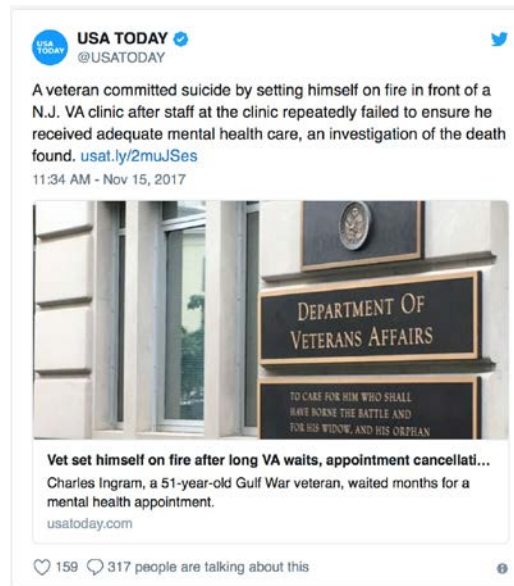 USA TODAY
USA TODAY
@USATODAY
A veteran committed suicide by setting himself on fire in front of a
N.J. VA clinic after staff at the clinic repeatedly failed to ensure he
received adequate mental health care, an investigation of the death
found. usat.ly/2muJSes
11:34 AM - Nov 15, 2017
DEPARTMENT OF
VETERANS AFFAIRS
TO CARE FOR HIM WHO SHALL
HAVE BORNE THE BATTLE AND
FOR HIS WIDOW, AND HIS ORPHAN
Vet set himself on fire after long VA waits, appointment cancellati...
Charles Ingram, a 51-year-old Gulf War veteran, waited months for a
mental health appointment.
usatoday.com
159 317 people are talking about this